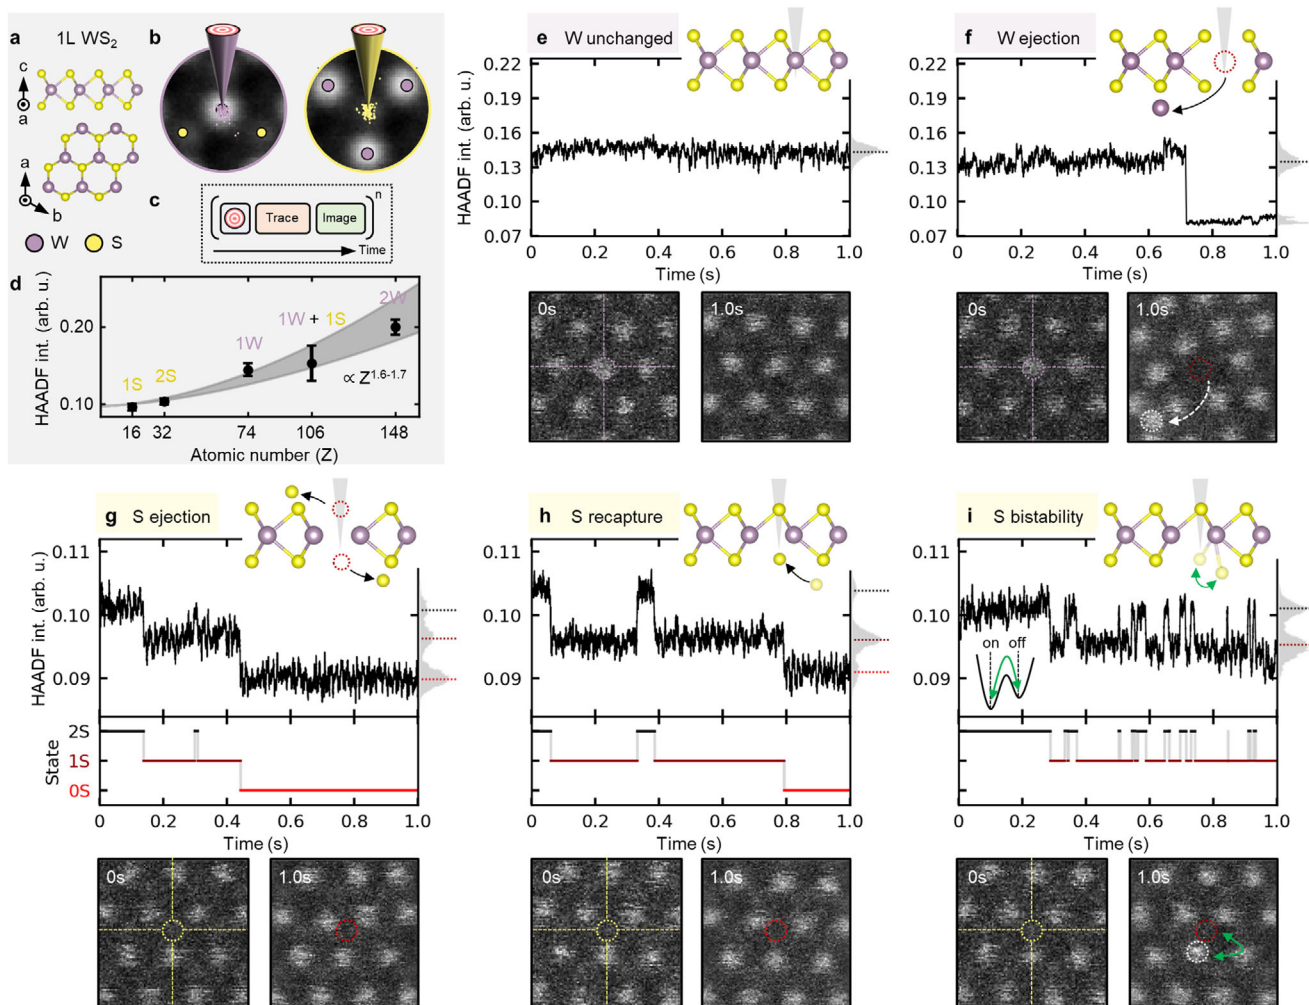 a
1L WS2
c
a
a
b
W
S
b
c
n
Trace
Image
Time
d
HAADF int. (arb. u.)
0.20
0.10
1S
2S
1W
1W + 1S
2W
∝ Z1.6-1.7
16
32
74
106
148
Atomic number (Z)
e W unchanged
HAADF int. (arb. u.)
0.22
0.19
0.16
0.13
0.10
0.07
0.0 0.2 0.4 0.6 0.8 1.0
Time (s)
0s
1.0s
f W ejection
0.22
0.19
0.16
0.13
0.10
0.07
0.0 0.2 0.4 0.6 0.8 1.0
Time (s)
0s
1.0s
g S ejection
HAADF int. (arb. u.)
0.11
0.10
0.09
State
2S
1S
0S
0.0 0.2 0.4 0.6 0.8 1.0
Time (s)
0s
1.0s
h S recapture
0.11
0.10
0.09
0.0 0.2 0.4 0.6 0.8 1.0
Time (s)
0s
1.0s
i S bistability
0.11
0.10
0.09
on off
0.0 0.2 0.4 0.6 0.8 1.0
Time (s)
0s
1.0s